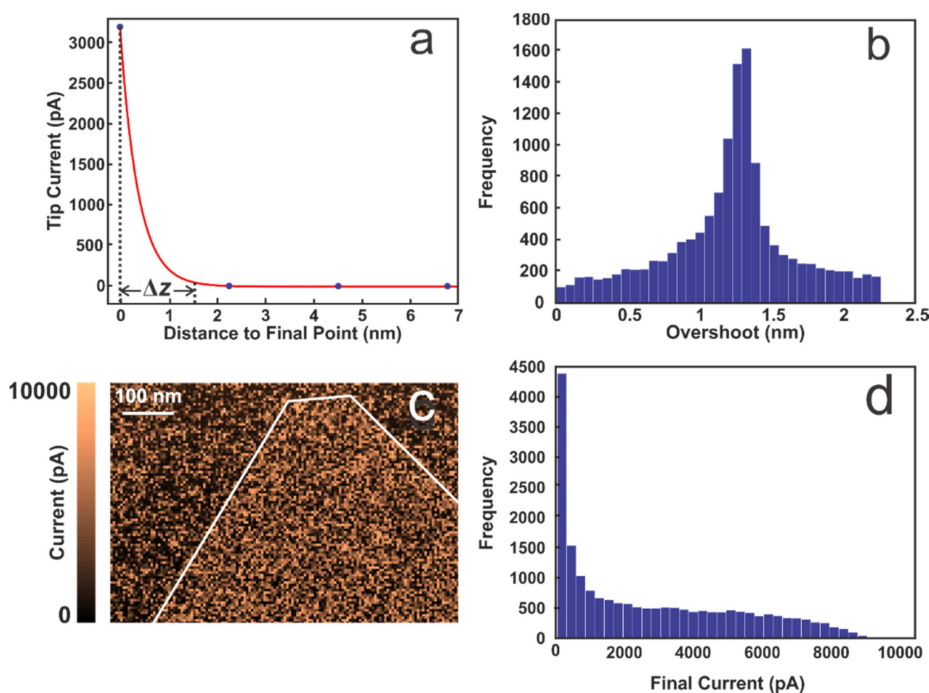 a
3000
2500
2000
1500
1000
500
0
Tip Current (pA)
Δz
0 1 2 3 4 5 6 7
Distance to Final Point (nm)
b
1800
1600
1400
1200
1000
800
600
400
200
0
Frequency
0 0.5 1 1.5 2 2.5
Overshoot (nm)
10000
Current (pA)
0
100 nm
c
d
4500
4000
3500
3000
2500
2000
1500
1000
500
0
Frequency
0 2000 4000 6000 8000 10000
Final Current (pA)